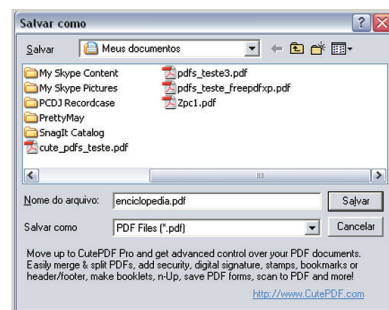 Salvar como
Salvar Meus documentos
My Skype Content
My Skype Pictures
PCDJ Recordcase
PrettyMay
SnagIt Catalog
cute_pdfs_teste.pdf
pdfs_teste3.pdf
pdfs_teste_freepdfxp.pdf
Zpc1.pdf
Nome do arquivo: enciclopedia.pdf Salvar
Salvar como PDF Files (*.pdf) Cancelar
Move up to CutePDF Pro and get advanced control over your PDF documents.
Easily merge & split PDFs, add security, digital signature, stamps, bookmarks or
header/footer, make booklets, n-Up, save PDF forms, scan to PDF and more!
http://www.CutePDF.com